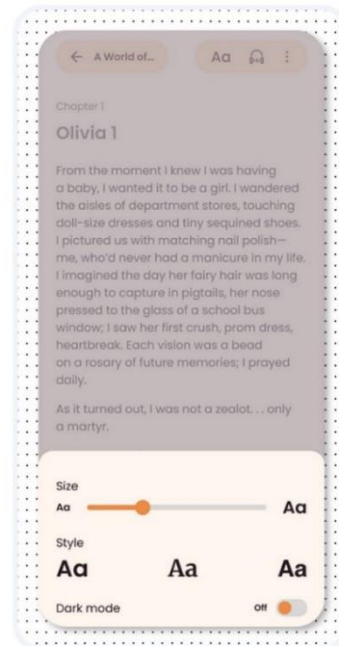 A World of...
Aa
Chapter 1
Olivia 1
From the moment I knew I was having
a baby, I wanted it to be a girl. I wandered
the aisles of department stores, touching
doll-size dresses and tiny sequined shoes.
I pictured us with matching nail polish—
me, who'd never had a manicure in my life.
I imagined the day her fairy hair was long
enough to capture in pigtails, her nose
pressed to the glass of a school bus
window; I saw her first crush, prom dress,
heartbreak. Each vision was a bead
on a rosary of future memories; I prayed
daily.
As it turned out, I was not a zealot. . . only
a martyr.
Size
Aa Aa
Style
Aa Aa Aa
Dark mode Off